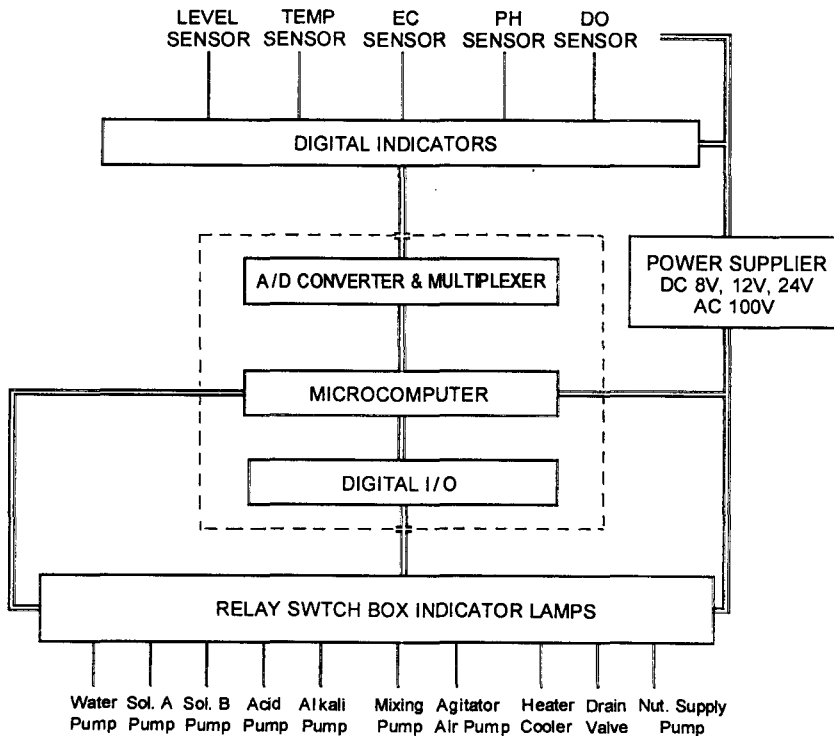 LEVEL SENSOR
TEMP SENSOR
EC SENSOR
PH SENSOR
DO SENSOR
DIGITAL INDICATORS
A/D CONVERTER & MULTIPLEXER
POWER SUPPLIER
DC 8V, 12V, 24V
AC 100V
MICROCOMPUTER
DIGITAL I/O
RELAY SWTCH BOX INDICATOR LAMPS
Water Pump
Sol. A Pump
Sol. B Pump
Acid Pump
Alkali Pump
Mixing Pump
Agitator Air Pump
Heater Cooler
Drain Valve
Nut. Supply Pump